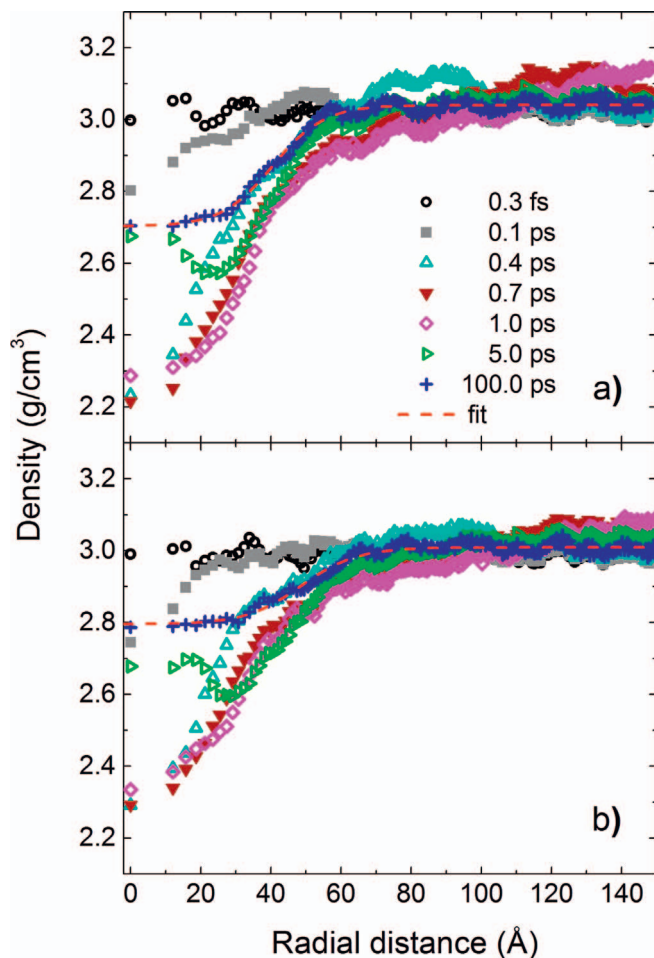 3.2
3.0
2.8
2.6
2.4
2.2
0.3 fs
0.1 ps
0.4 ps
0.7 ps
1.0 ps
5.0 ps
100.0 ps
fit
a)
Density (g/cm³)
3.2
3.0
2.8
2.6
2.4
2.2
b)
0 20 40 60 80 100 120 140
Radial distance (Å)